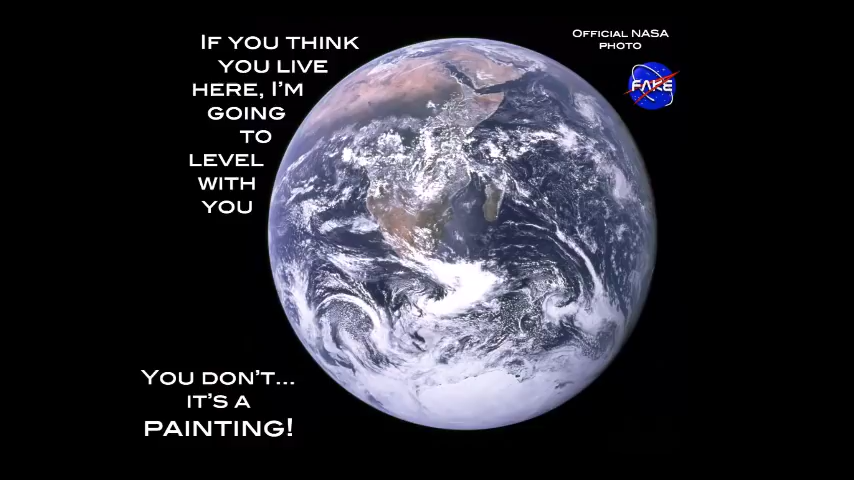 If you think
you live
here, I'm
going
to
level
with
you
Official NASA
photo
FAKE
You don't...
it's a
painting!